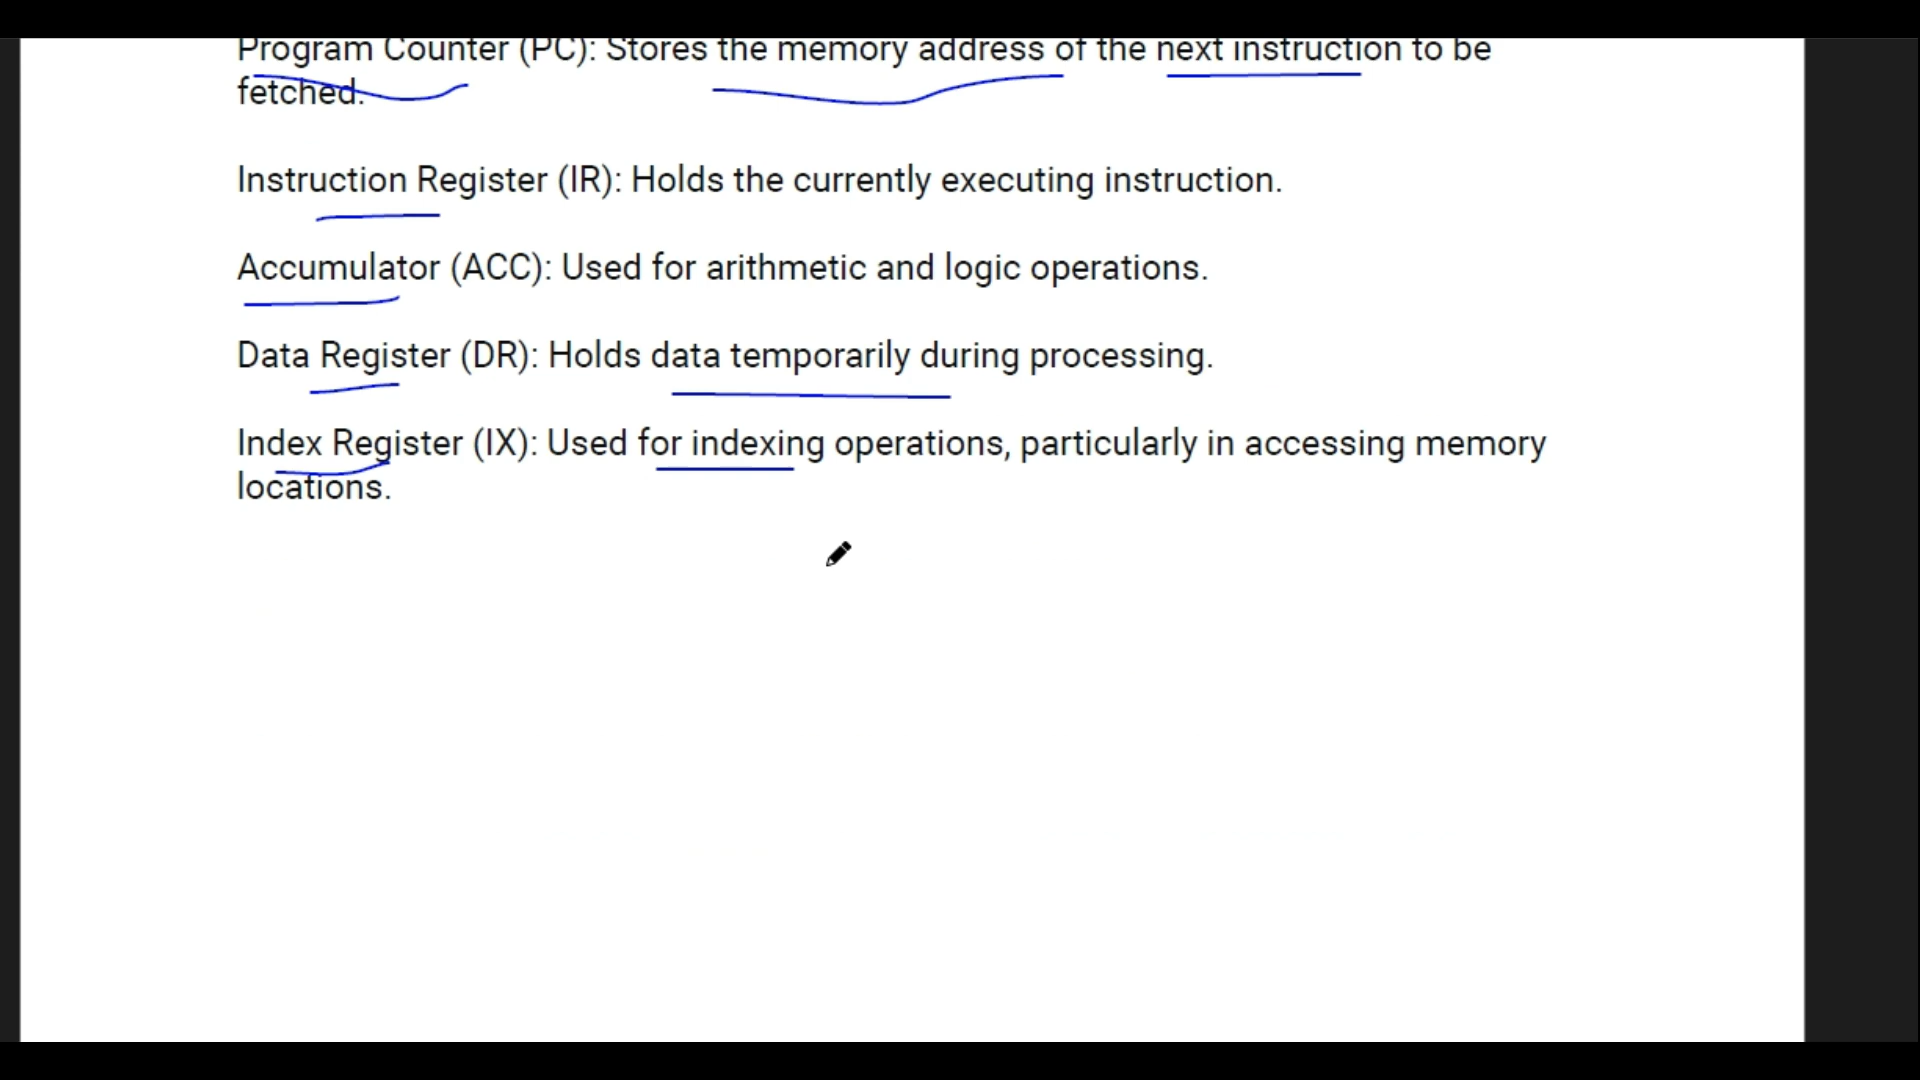 Program Counter (PC): Stores the memory address of the next instruction to be
fetched.
Instruction Register (IR): Holds the currently executing instruction.
Accumulator (ACC): Used for arithmetic and logic operations.
Data Register (DR): Holds data temporarily during processing.
Index Register (IX): Used for indexing operations, particularly in accessing memory
locations.